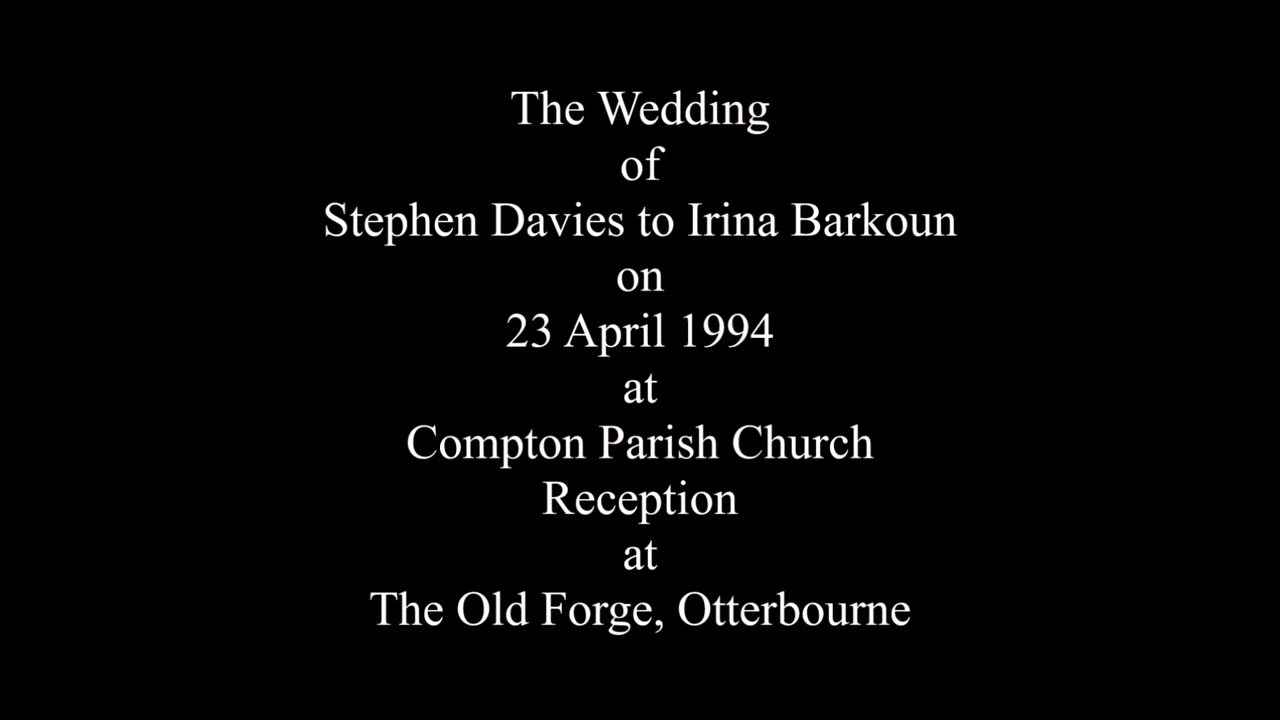 The Wedding
of
Stephen Davies to Irina Barkoun
on
23 April 1994
at
Compton Parish Church
Reception
at
The Old Forge, Otterbourne